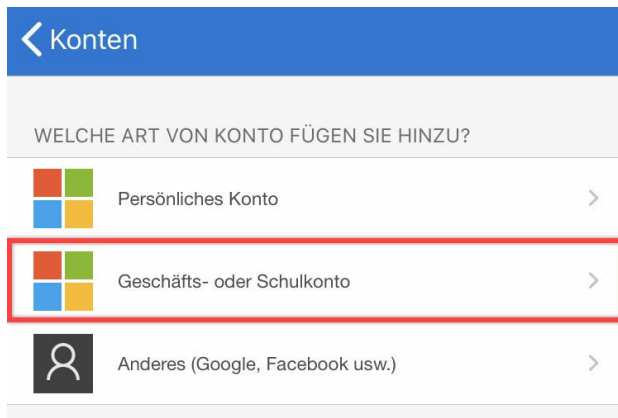 Konten
WELCHE ART VON KONTO FÜGEN SIE HINZU?
Persönliches Konto
Geschäfts- oder Schulkonto
Anderes (Google, Facebook usw.)